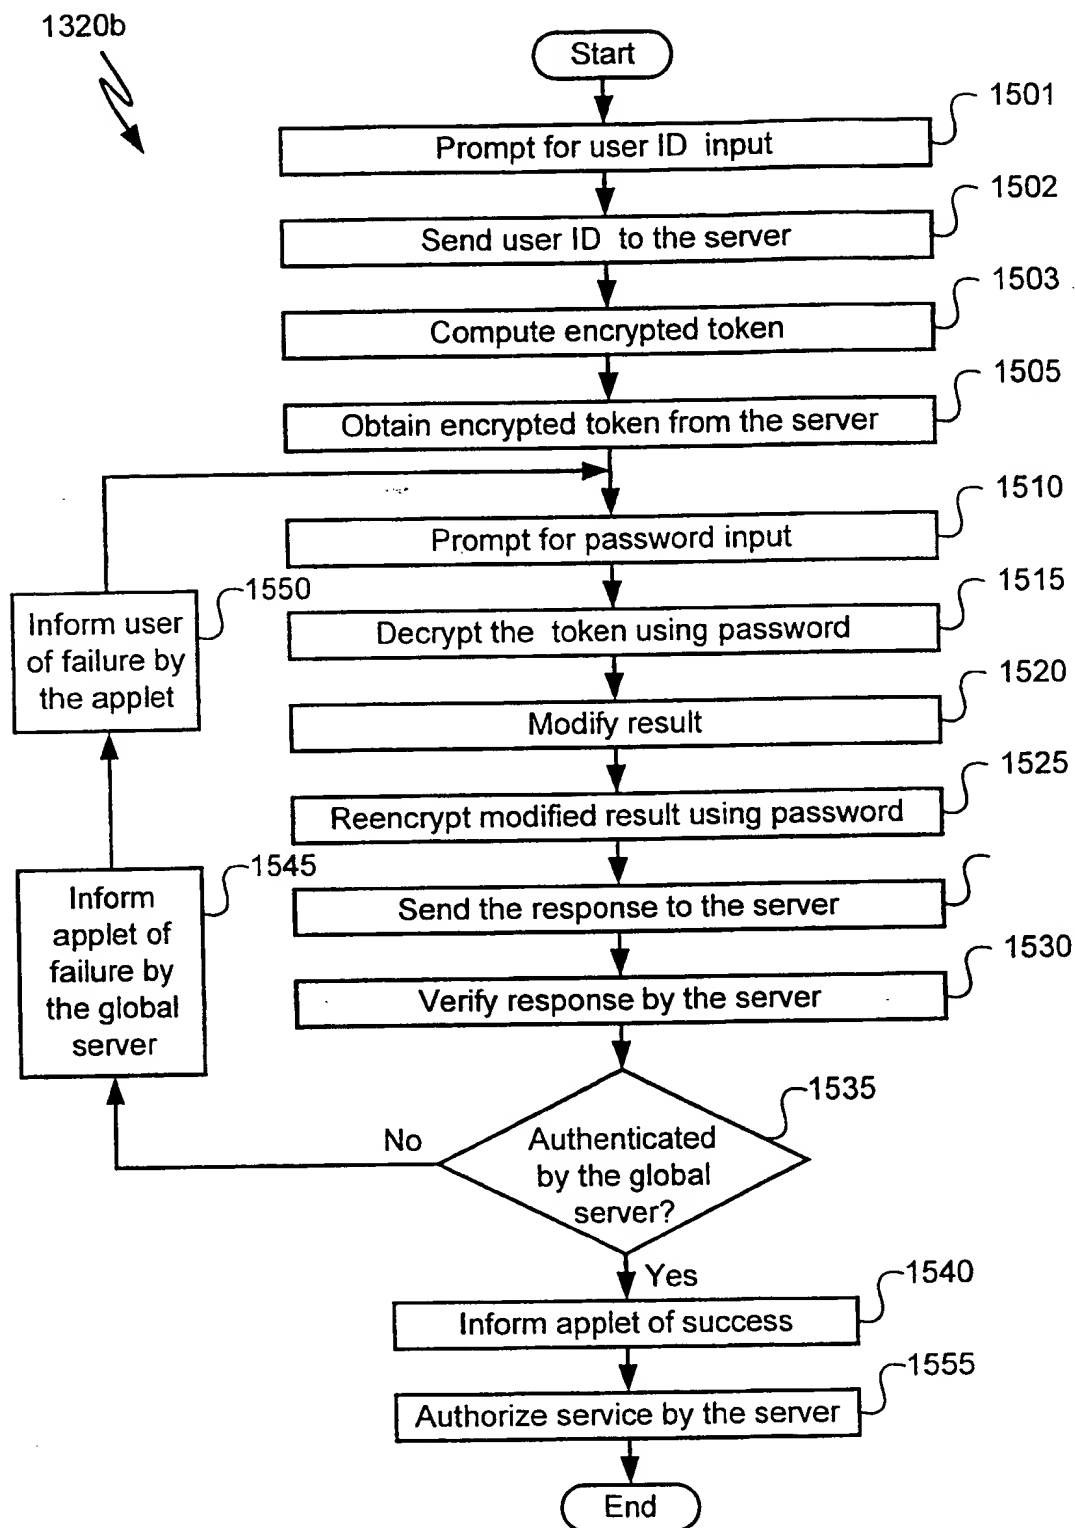 1320b
Start
1501
Prompt for user ID input
1502
Send user ID to the server
1503
Compute encrypted token
1505
Obtain encrypted token from the server
1510
Prompt for password input
1515
Decrypt the token using password
1520
Modify result
1525
Reencrypt modified result using password
Send the response to the server
1530
Verify response by the server
1535
Authenticated
by the global
server?
No
1545
Inform
applet of
failure by
the global
server
1550
Inform user
of failure by
the applet
Yes
1540
Inform applet of success
1555
Authorize service by the server
End